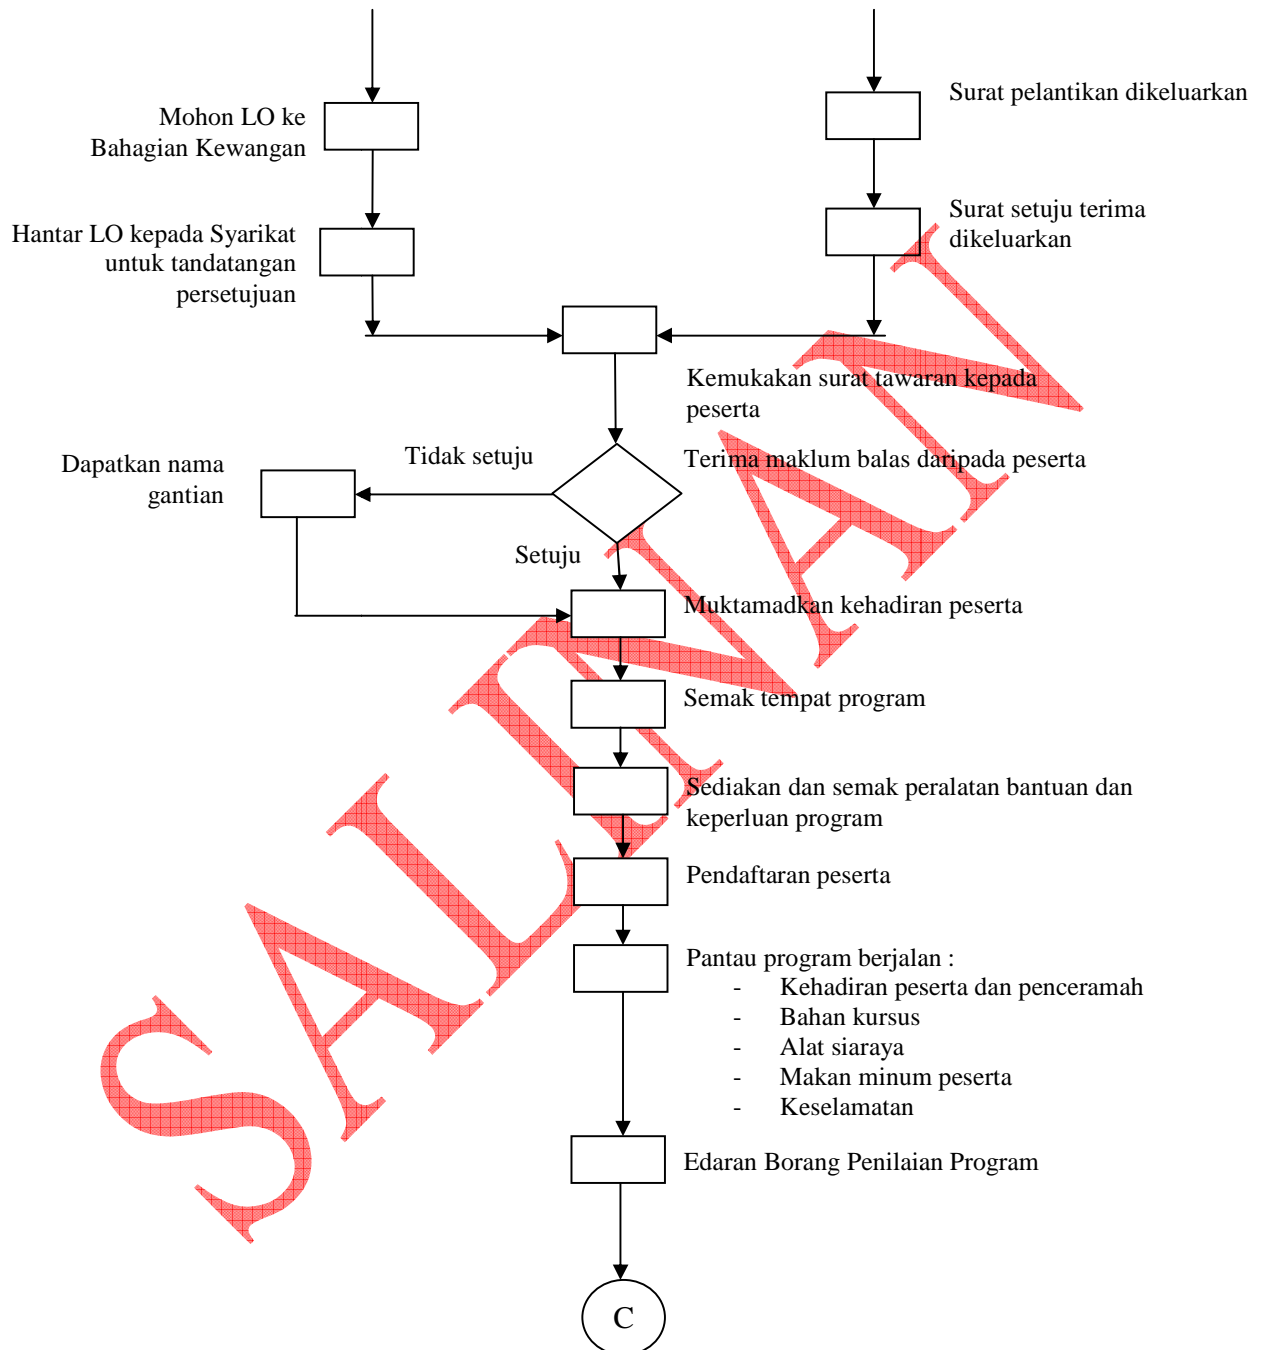 Mohon LO ke
Bahagian Kewangan
Surat pelantikan dikeluarkan
Hantar LO kepada Syarikat
untuk tandatangan
persetujuan
Surat setuju terima
dikeluarkan
Kemukakan surat tawaran kepada
peserta
Dapatkan nama
gantian
Tidak setuju
Terima maklum balas daripada peserta
Setuju
Muktamadkan kehadiran peserta
Semak tempat program
Sediakan dan semak peralatan bantuan dan
keperluan program
Pendaftaran peserta
Pantau program berjalan :
- Kehadiran peserta dan penceramah
- Bahan kursus
- Alat siaraya
- Makan minum peserta
- Keselamatan
Edaran Borang Penilaian Program
C
SALINAN